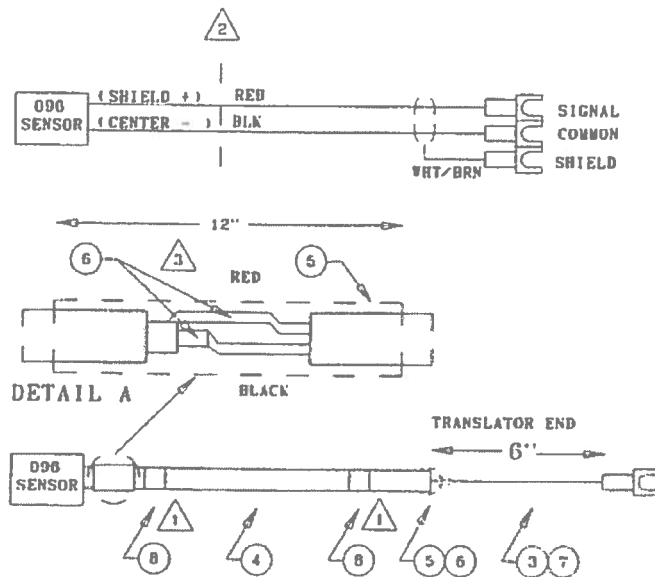 2
090
SENSOR
(SHIELD +) RED
(CENTER - ) BLK
SIGNAL
COMMON
SHIELD
WHT/BRN
12"
6
3
RED
5
DETAIL A
BLACK
TRANSLATOR END
6"
096
SENSOR
1
1
8
4
8
5 6
3 7